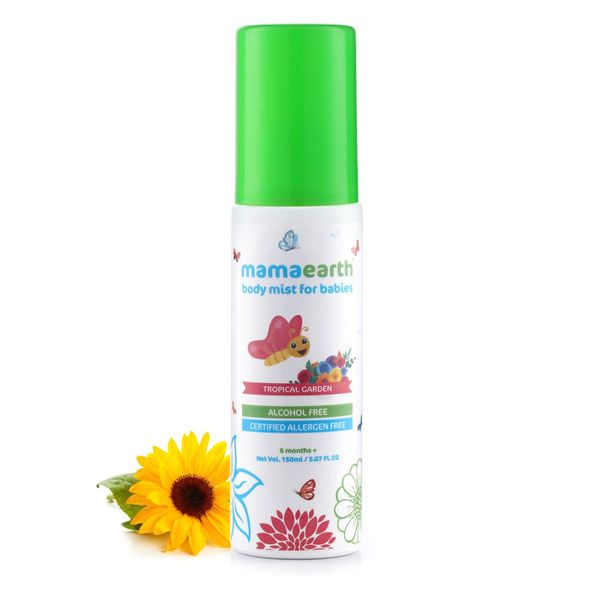 mamaearth™
body mist for babies
TROPICAL GARDEN
ALCOHOL FREE
CERTIFIED ALLERGEN FREE
6 months +
Net Vol. 150ml / 5.07 FL OZ